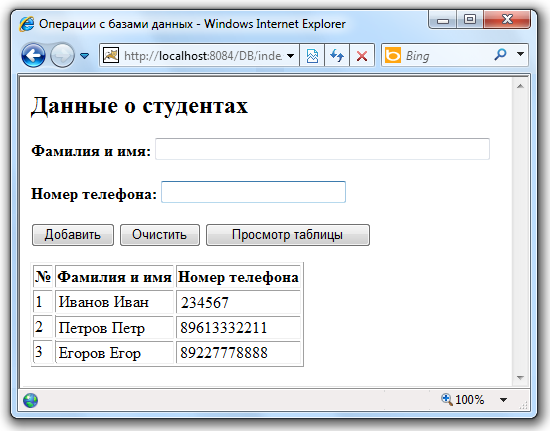 Операции с базами данных - Windows Internet Explorer
http://localhost:8084/DB/inde
Bing
Данные о студентах
Фамилия и имя:
Номер телефона:
Добавить Очистить Просмотр таблицы
№ Фамилия и имя Номер телефона
1 Иванов Иван 234567
2 Петров Петр 89613332211
3 Егоров Егор 89227778888
100%